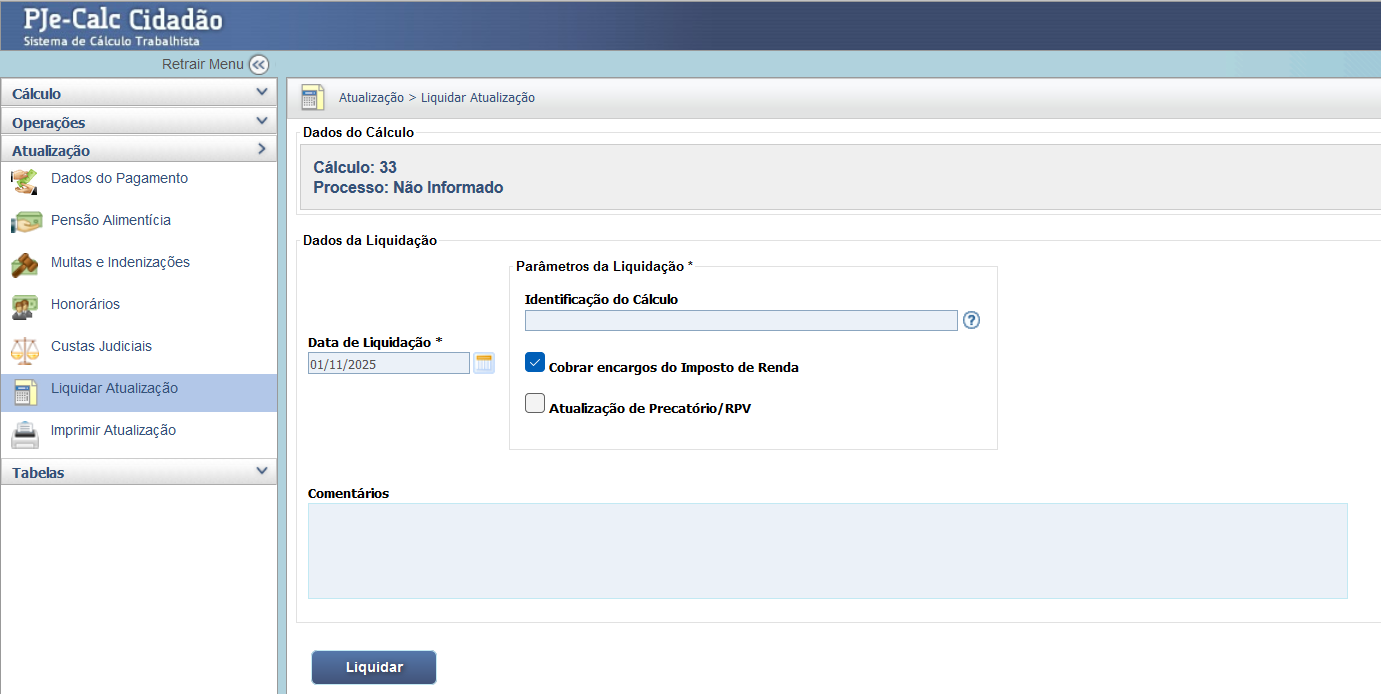 PJe-Calc Cidadão
Sistema de Cálculo Trabalhista
Retrair Menu
Cálculo
Operações
Atualização
Dados do Pagamento
Pensão Alimentícia
Multas e Indenizações
Honorários
Custas Judiciais
Liquidar Atualização
Imprimir Atualização
Tabelas
Atualização > Liquidar Atualização
Dados do Cálculo
Cálculo: 33
Processo: Não Informado
Dados da Liquidação
Data de Liquidação *
01/11/2025
Parâmetros da Liquidação *
Identificação do Cálculo
Cobrar encargos do Imposto de Renda
Atualização de Precatório/RPV
Comentários
Liquidar